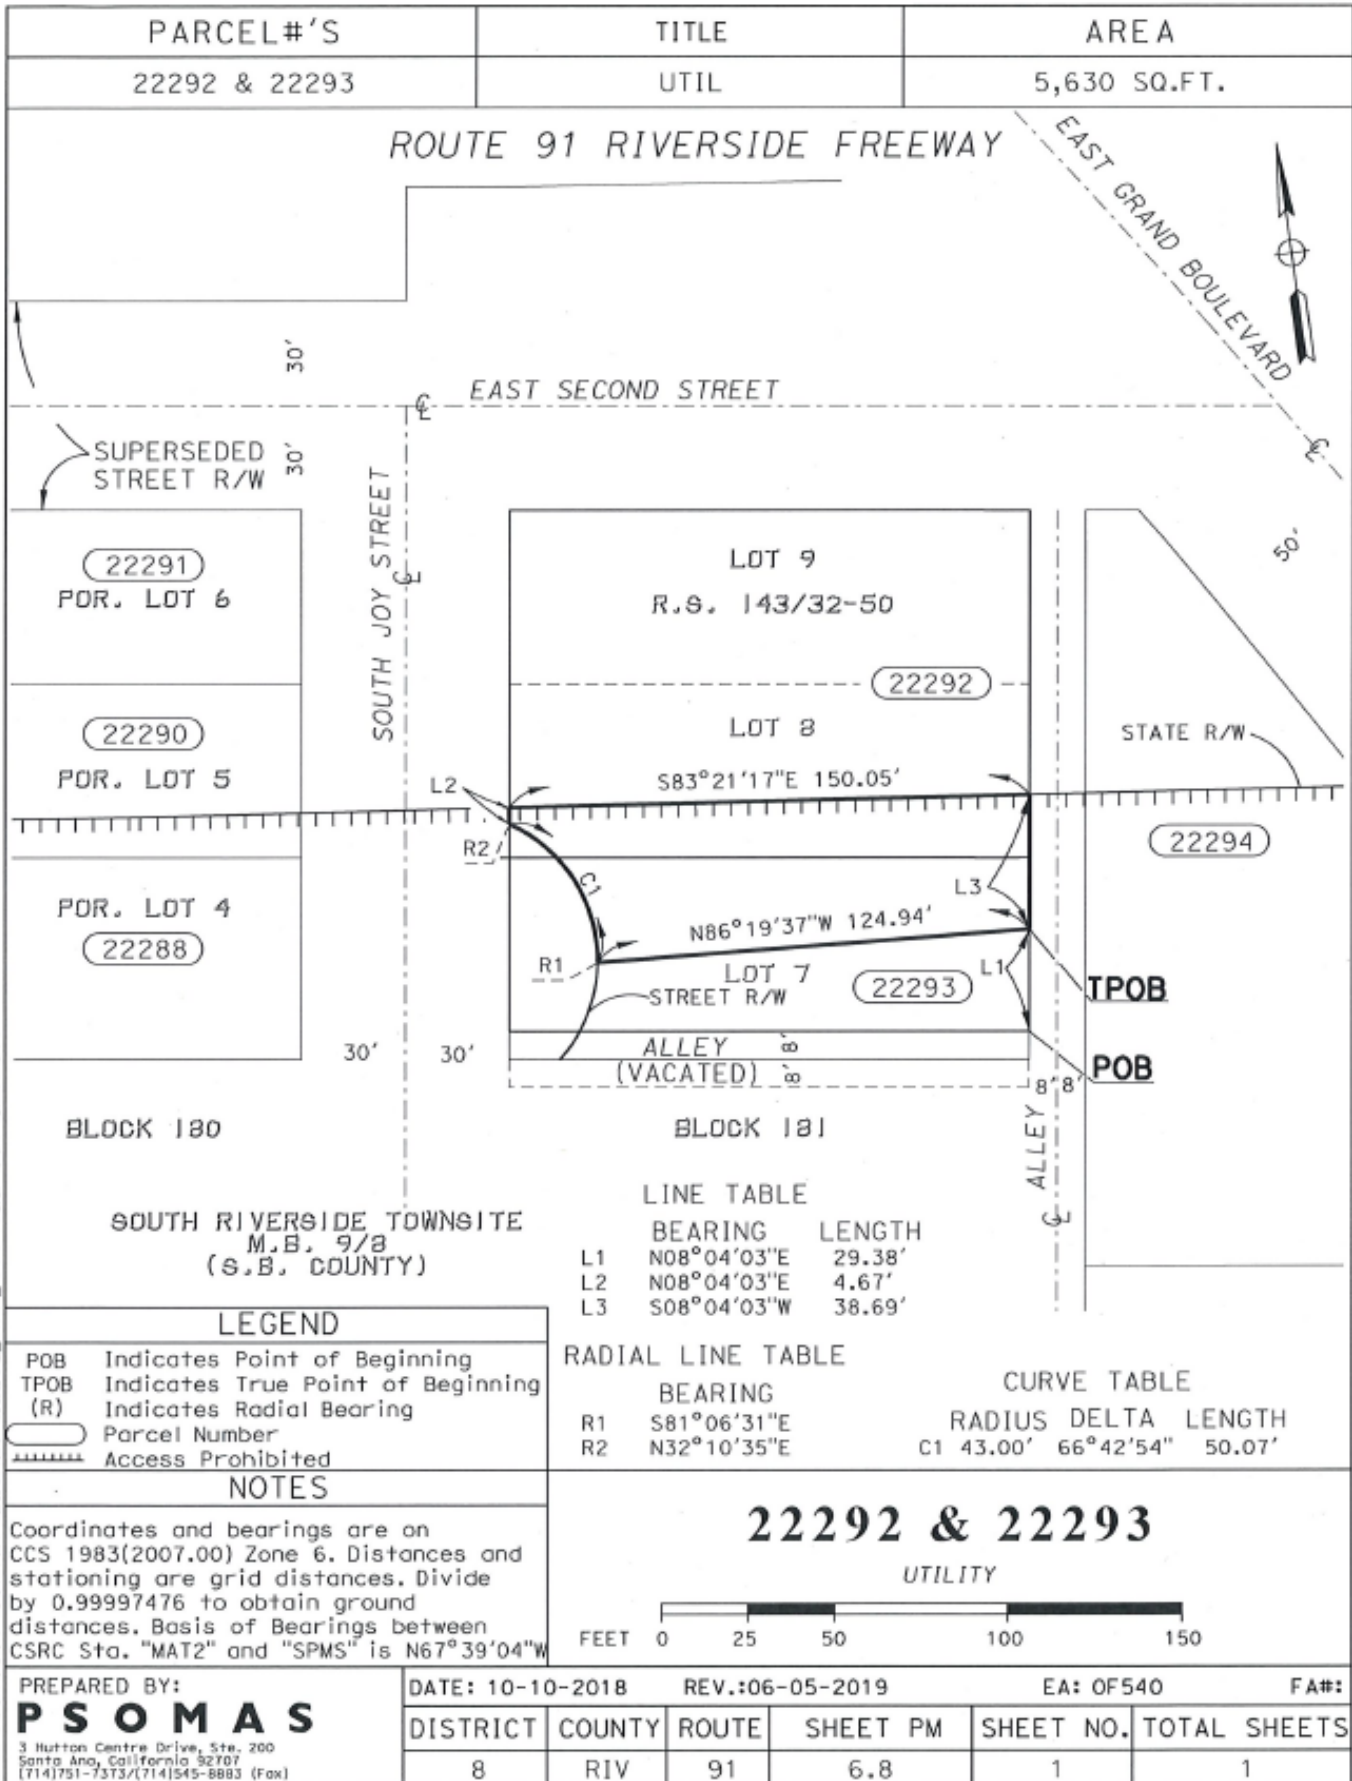 PARCEL#'S TITLE AREA
22292 & 22293 UTIL 5,630 SQ.FT.
ROUTE 91 RIVERSIDE FREEWAY
EAST GRAND BOULEVARD
30'
EAST SECOND STREET
℄
℄
SUPERSEDED
STREET R/W
30'
SOUTH JOY STREET
℄
50'
22291
POR. LOT 6
LOT 9
R.S. 143/32-50
22292
22290
POR. LOT 5
LOT 8
STATE R/W
L2
S83°21'17"E 150.05'
R2
22294
C1
L3
POR. LOT 4
22288
N86°19'37"W 124.94'
R1
LOT 7
L1
22293
STREET R/W
TPOB
30' 30'
ALLEY 8'
(VACATED) 8'
POB
8' 8'
BLOCK 180
BLOCK 181
ALLEY
℄
SOUTH RIVERSIDE TOWNSITE
M.B. 9/8
(S.B. COUNTY)
LINE TABLE
BEARING LENGTH
L1 N08°04'03"E 29.38'
L2 N08°04'03"E 4.67'
L3 S08°04'03"W 38.69'
LEGEND
POB Indicates Point of Beginning
TPOB Indicates True Point of Beginning
(R) Indicates Radial Bearing
Parcel Number
Access Prohibited
RADIAL LINE TABLE
BEARING
R1 S81°06'31"E
R2 N32°10'35"E
CURVE TABLE
RADIUS DELTA LENGTH
C1 43.00' 66°42'54" 50.07'
NOTES
Coordinates and bearings are on
CCS 1983(2007.00) Zone 6. Distances and
stationing are grid distances. Divide
by 0.99997476 to obtain ground
distances. Basis of Bearings between
CSRC Sta. "MAT2" and "SPMS" is N67°39'04"W
22292 & 22293
UTILITY
FEET 0 25 50 100 150
PREPARED BY:
PSOMAS
3 Hutton Centre Drive, Ste. 200
Santa Ana, California 92707
(714)751-7373/(714)545-8883 (Fax)
DATE: 10-10-2018 REV.:06-05-2019 EA: 0F540 FA#:
DISTRICT COUNTY ROUTE SHEET PM SHEET NO. TOTAL SHEETS
8 RIV 91 6.8 1 1